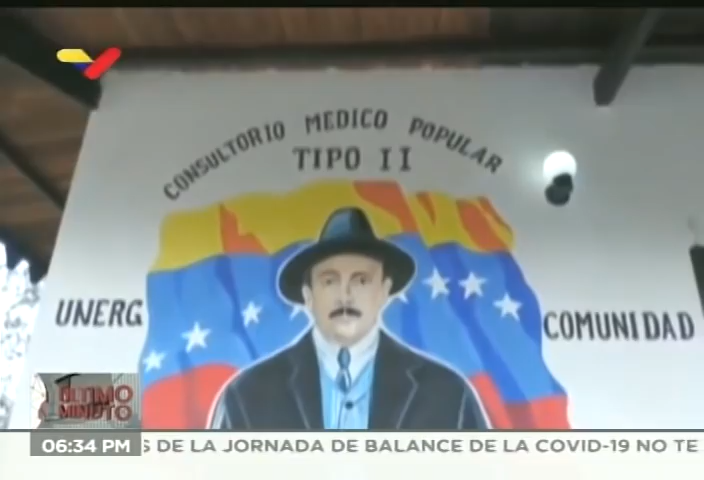 CONSULTORIO MEDICO POPULAR
TIPO II
UNERG
COMUNIDAD
ÚLTIMO
MINUTO
06:34 PM
S DE LA JORNADA DE BALANCE DE LA COVID-19 NO TE